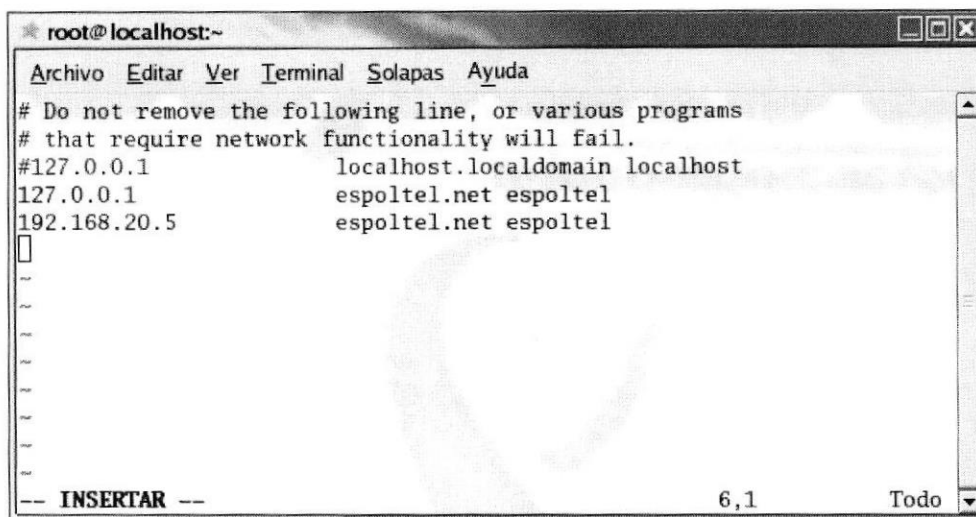 root@localhost:~
Archivo Editar Ver Terminal Solapas Ayuda
# Do not remove the following line, or various programs
# that require network functionality will fail.
#127.0.0.1 localhost.localdomain localhost
127.0.0.1 espoltel.net espoltel
192.168.20.5 espoltel.net espoltel
~
~
~
~
~
~
~
~
-- INSERTAR -- 6,1 Todo